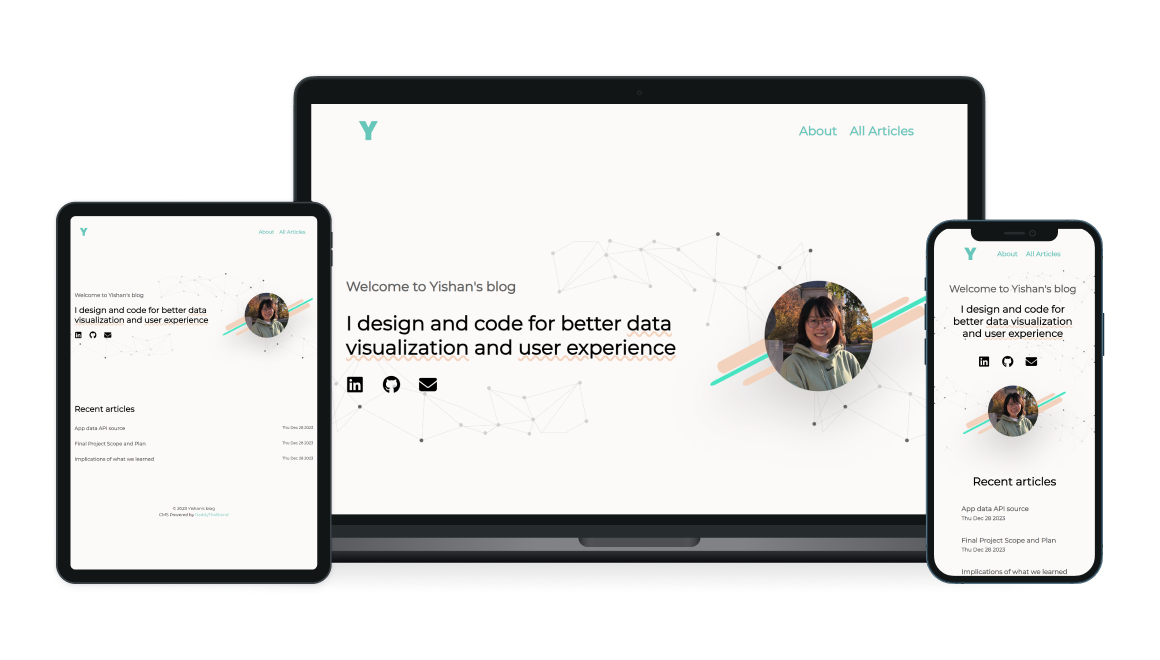 Y
About All Articles
Welcome to Yishan's blog
I design and code for better data
visualization and user experience
Y
About All Articles
Welcome to Yishan's blog
I design and code for better data
visualization and user experience
Recent articles
App data API source
Thu Dec 28 2023
Final Project Scope and Plan
Thu Dec 28 2023
Implications of what we learned
Thu Dec 28 2023
© 2023 Yishan's blog
CMS Powered by
Y
About All Articles
Welcome to Yishan's blog
I design and code for
better data visualization
and user experience
Recent articles
App data API source
Thu Dec 28 2023
Final Project Scope and Plan
Thu Dec 28 2023
Implications of what we learned